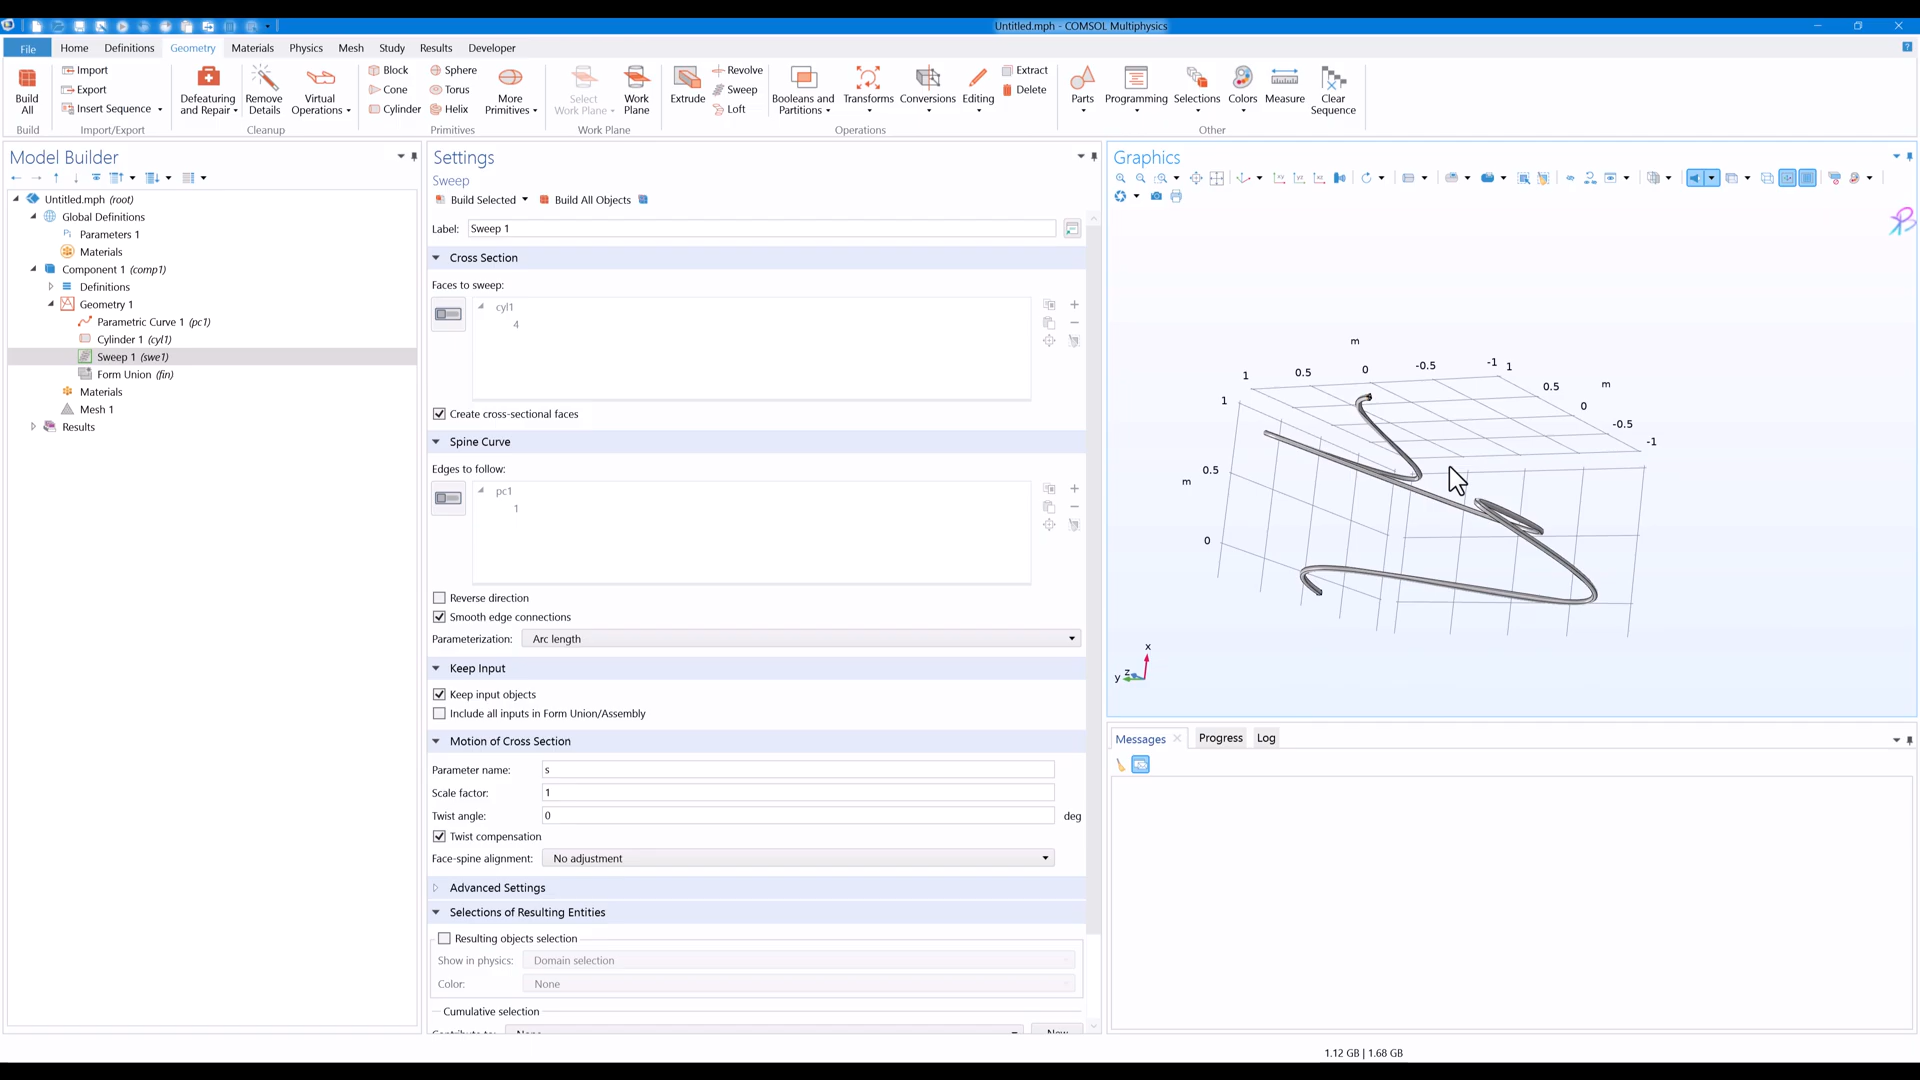 Untitled.mph - COMSOL Multiphysics
File Home Definitions Geometry Materials Physics Mesh Study Results Developer
Build All
Build
Import
Export
Insert Sequence
Import/Export
Defeaturing and Repair
Remove Details
Virtual Operations
Cleanup
Block
Cone
Cylinder
Sphere
Torus
Helix
More Primitives
Primitives
Select Work Plane
Work Plane
Work Plane
Extrude
Revolve
Sweep
Loft
Booleans and Partitions
Transforms
Conversions
Editing
Extract
Delete
Operations
Parts
Programming
Selections
Colors
Measure
Clear Sequence
Other
Model Builder
Untitled.mph (root)
Global Definitions
Parameters 1
Materials
Component 1 (comp1)
Definitions
Geometry 1
Parametric Curve 1 (pc1)
Cylinder 1 (cyl1)
Sweep 1 (swe1)
Form Union (fin)
Materials
Mesh 1
Results
Settings
Sweep
Build Selected Build All Objects
Label: Sweep 1
Cross Section
Faces to sweep:
cyl1
4
Create cross-sectional faces
Spine Curve
Edges to follow:
pc1
1
Reverse direction
Smooth edge connections
Parameterization: Arc length
Keep Input
Keep input objects
Include all inputs in Form Union/Assembly
Motion of Cross Section
Parameter name: s
Scale factor: 1
Twist angle: 0 deg
Twist compensation
Face-spine alignment: No adjustment
Advanced Settings
Selections of Resulting Entities
Resulting objects selection
Show in physics: Domain selection
Color: None
Cumulative selection
Graphics
m
1 0.5 0 -0.5 -1
1 0.5 0 -0.5 -1
m
1
0.5
m
0
x
y z
Messages Progress Log
1.12 GB | 1.68 GB